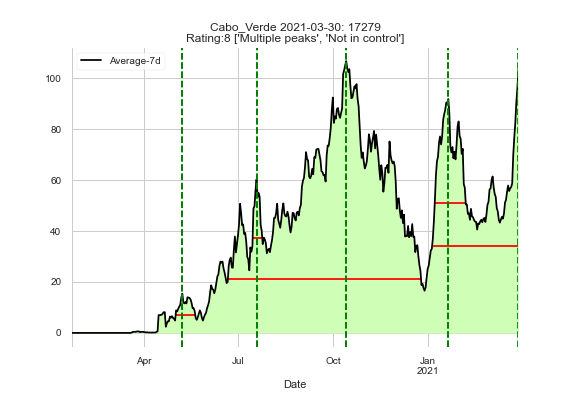 Cabo_Verde 2021-03-30: 17279
Rating:8 ['Multiple peaks', 'Not in control']
Average-7d
100
80
60
40
20
0
Apr
Jul
Oct
Jan
2021
Date